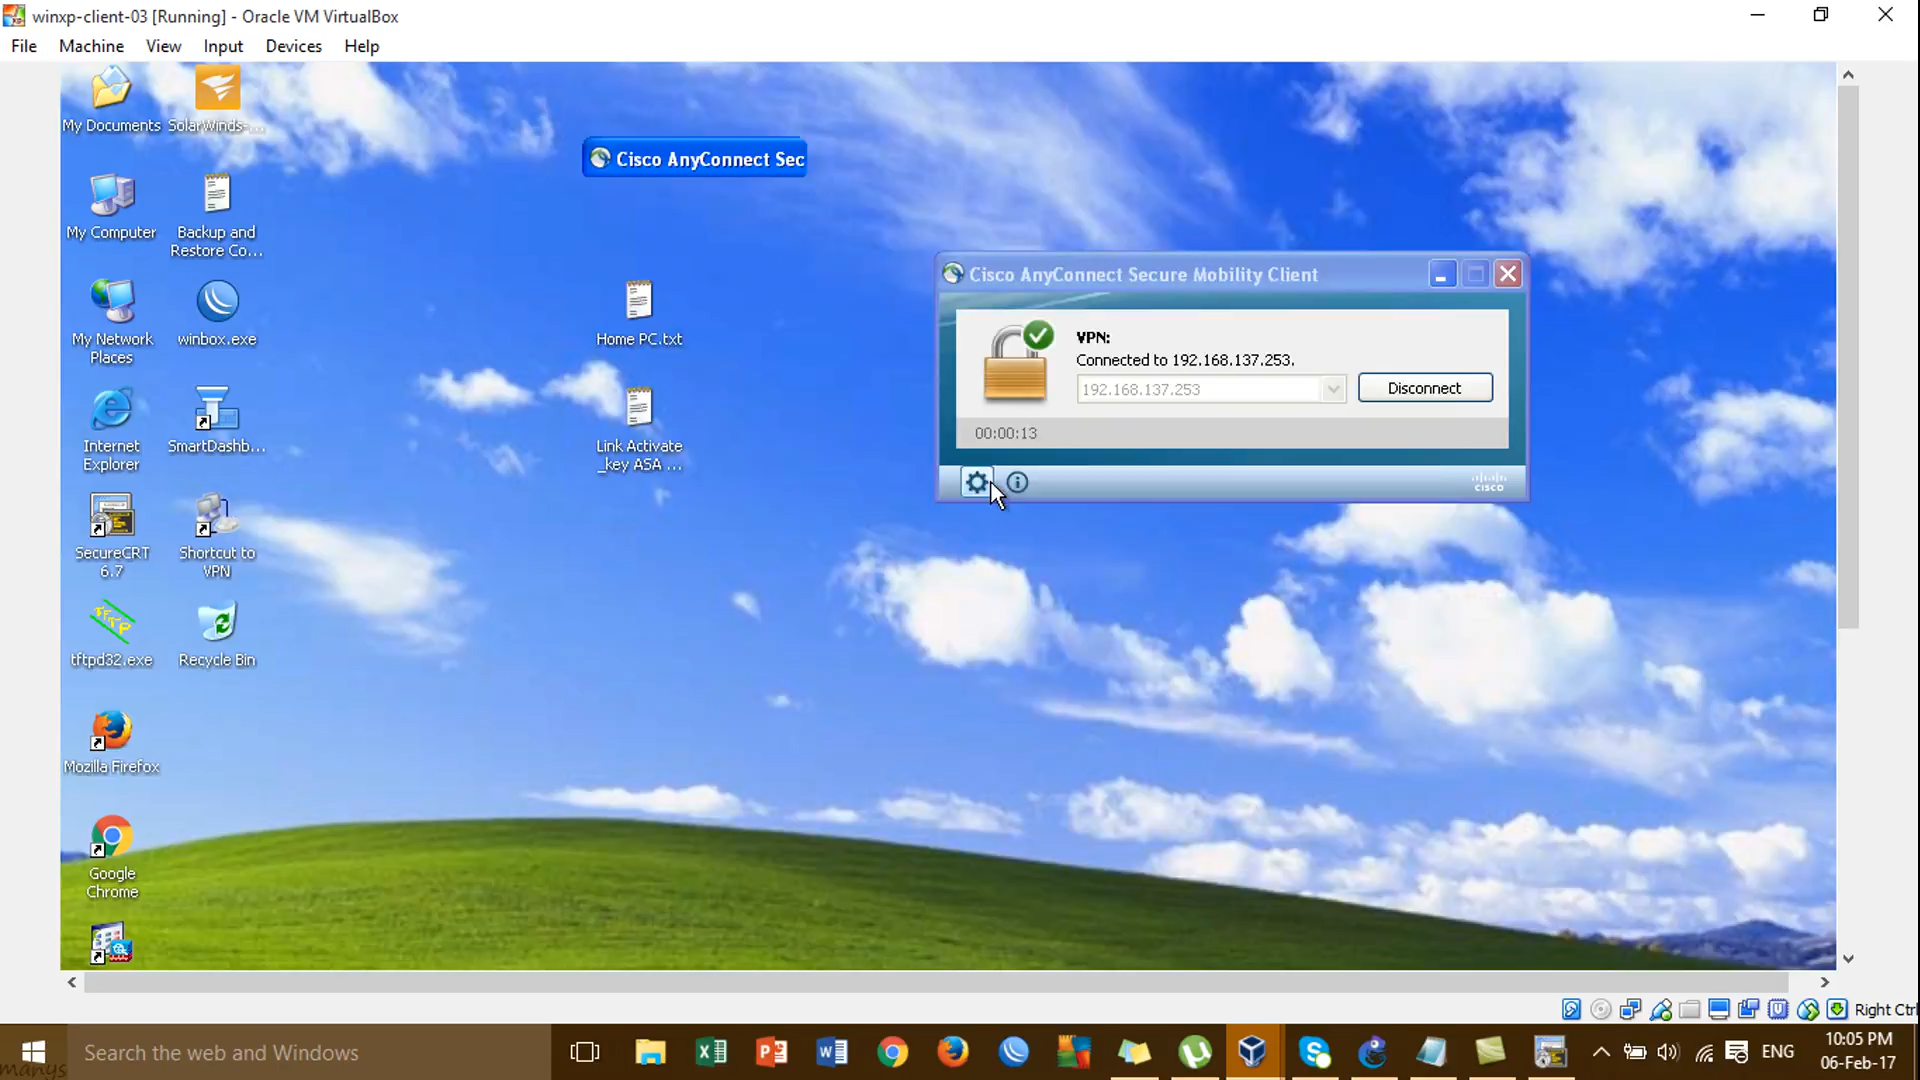 winxp-client-03 [Running] - Oracle VM VirtualBox
File Machine View Input Devices Help
My Documents
SolarWinds-...
Cisco AnyConnect Sec
My Computer
Backup and
Restore Co...
Cisco AnyConnect Secure Mobility Client
VPN:
Connected to 192.168.137.253.
192.168.137.253
Disconnect
00:00:13
cisco
My Network
Places
winbox.exe
Home PC.txt
Internet
Explorer
SmartDashb...
Link Activate
_key ASA ...
SecureCRT
6.7
Shortcut to
VPN
TFTP
tftpd32.exe
Recycle Bin
Mozilla Firefox
Google
Chrome
Right Ctrl
manys
Search the web and Windows
ENG
10:05 PM
06-Feb-17